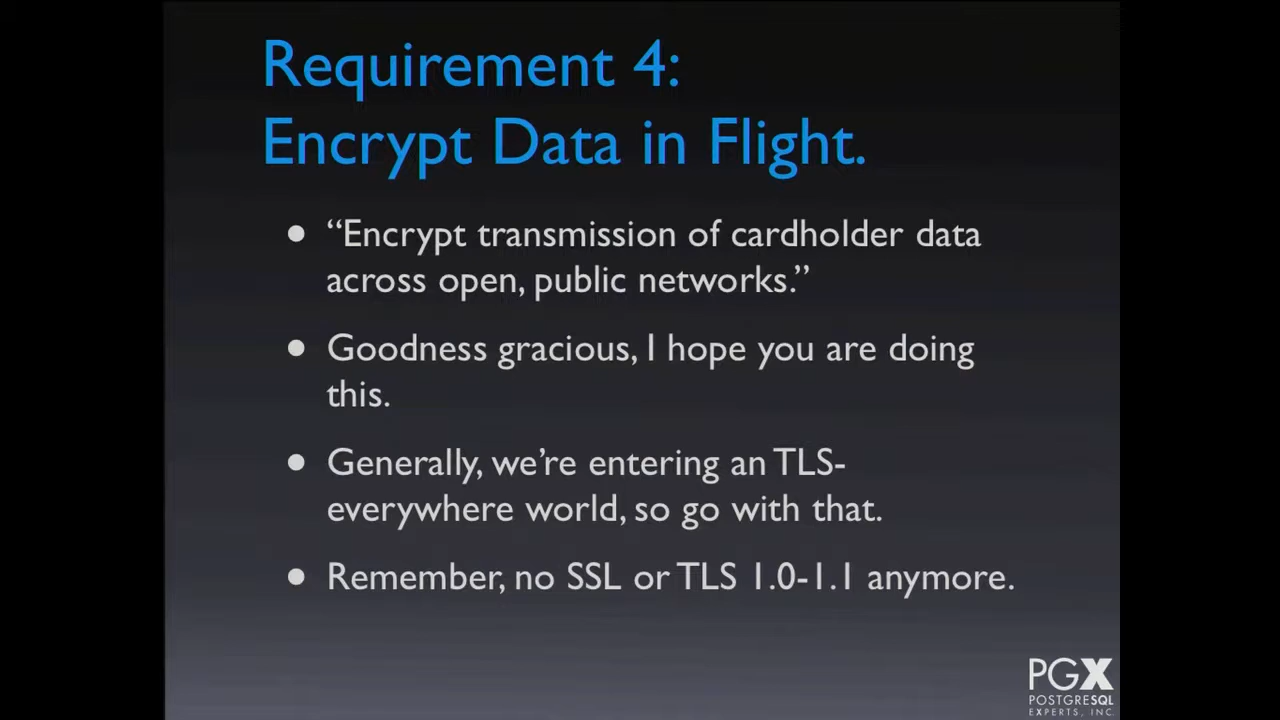 Requirement 4:
Encrypt Data in Flight.
• “Encrypt transmission of cardholder data
across open, public networks.”
• Goodness gracious, I hope you are doing
this.
• Generally, we’re entering an TLS-
everywhere world, so go with that.
• Remember, no SSL or TLS 1.0-1.1 anymore.
PGX
POSTGRESQL
EXPERTS, INC.